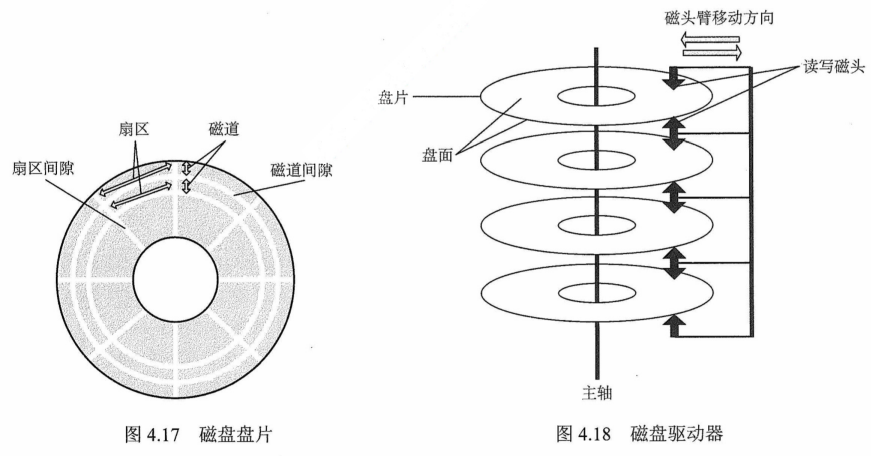 扇区
磁道
扇区间隙
磁道间隙
图 4.17 磁盘盘片
磁头臂移动方向
读写磁头
盘片
盘面
主轴
图 4.18 磁盘驱动器